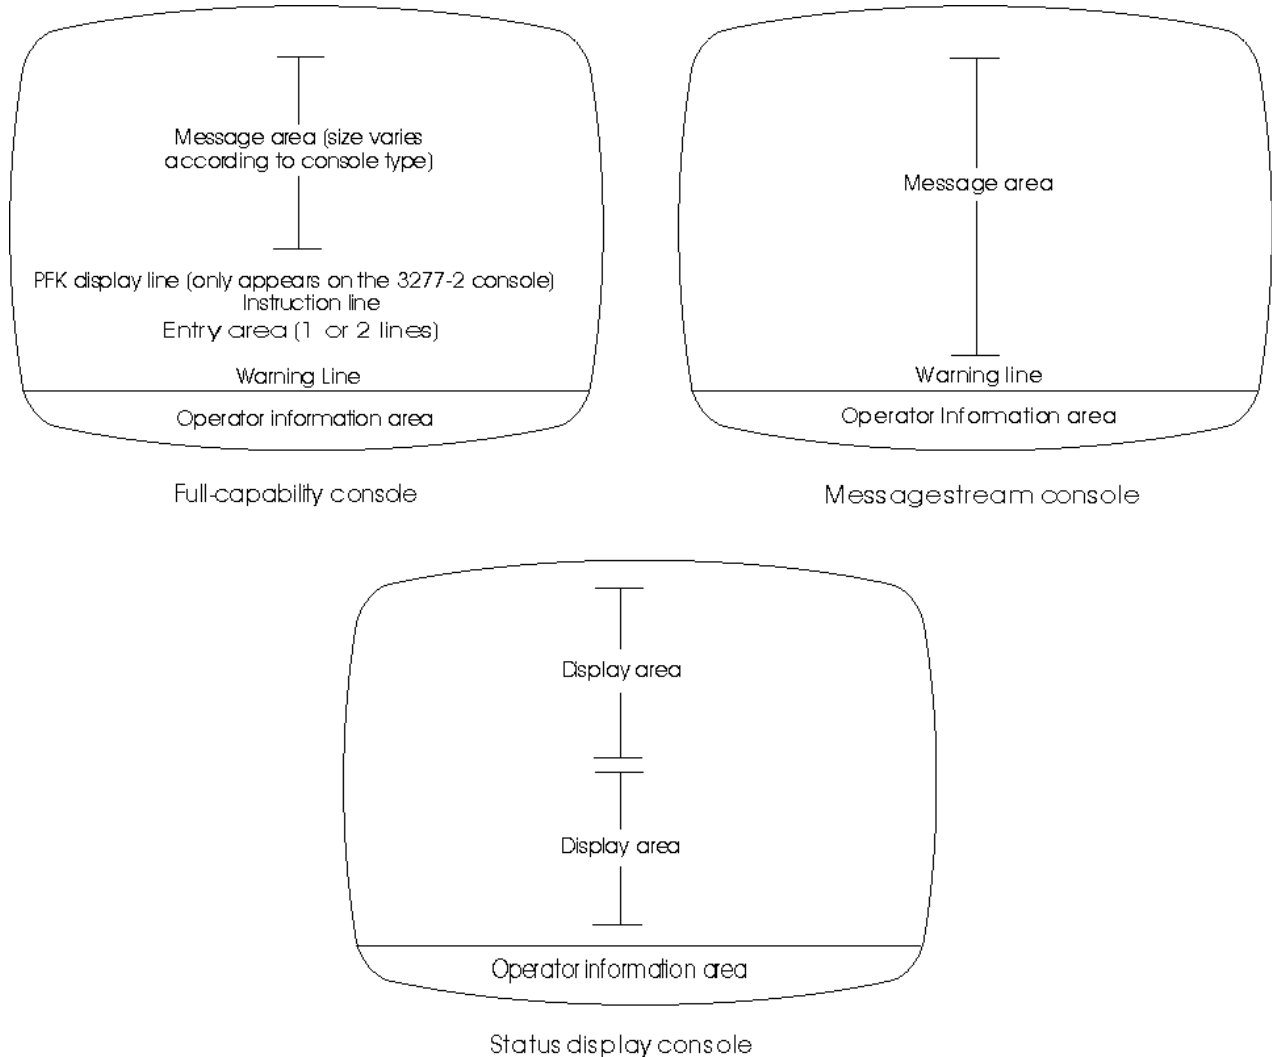 Message area (size varies
according to console type)
PFK display line (only appears on the 3277-2 console)
Instruction line
Entry area (1 or 2 lines)
Warning Line
Operator information area
Full-capability console
Message area
Warning line
Operator Information area
Messagestream console
Display area
Display area
Operator information area
Status display console